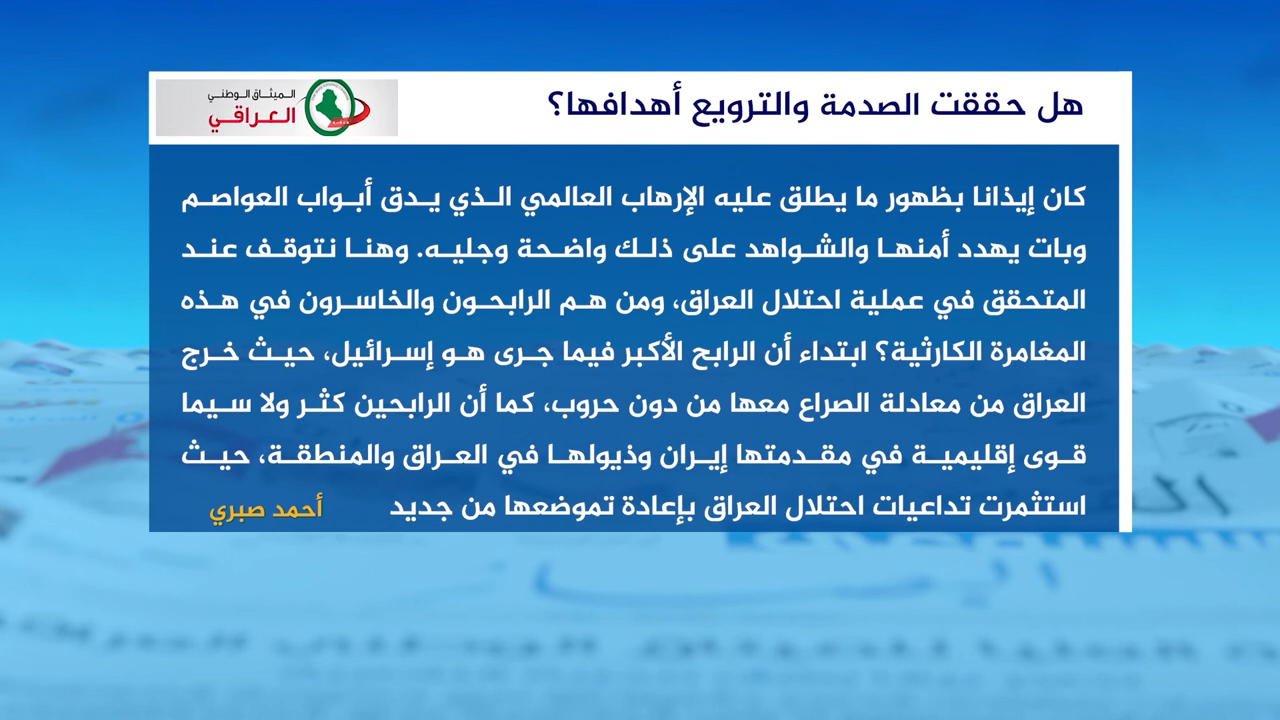 هل حققت الصدمة والترويع أهدافها؟
الميثاق الوطني
العراقي
كان إيذانا بظهور ما يطلق عليه الإرهاب العالمي الذي يدق أبواب العواصم
وبات يهدد أمنها والشواهد على ذلك واضحة وجليه. وهنا نتوقف عند
المتحقق في عملية احتلال العراق، ومن هم الرابحون والخاسرون في هذه
المغامرة الكارثية؟ ابتداء أن الرابح الأكبر فيما جرى هو إسرائيل، حيث خرج
العراق من معادلة الصراع معها من دون حروب، كما أن الرابحين كثر ولا سيما
قوى إقليمية في مقدمتها إيران وذيولها في العراق والمنطقة، حيث
استثمرت تداعيات احتلال العراق بإعادة تموضعها من جديد
أحمد صبري